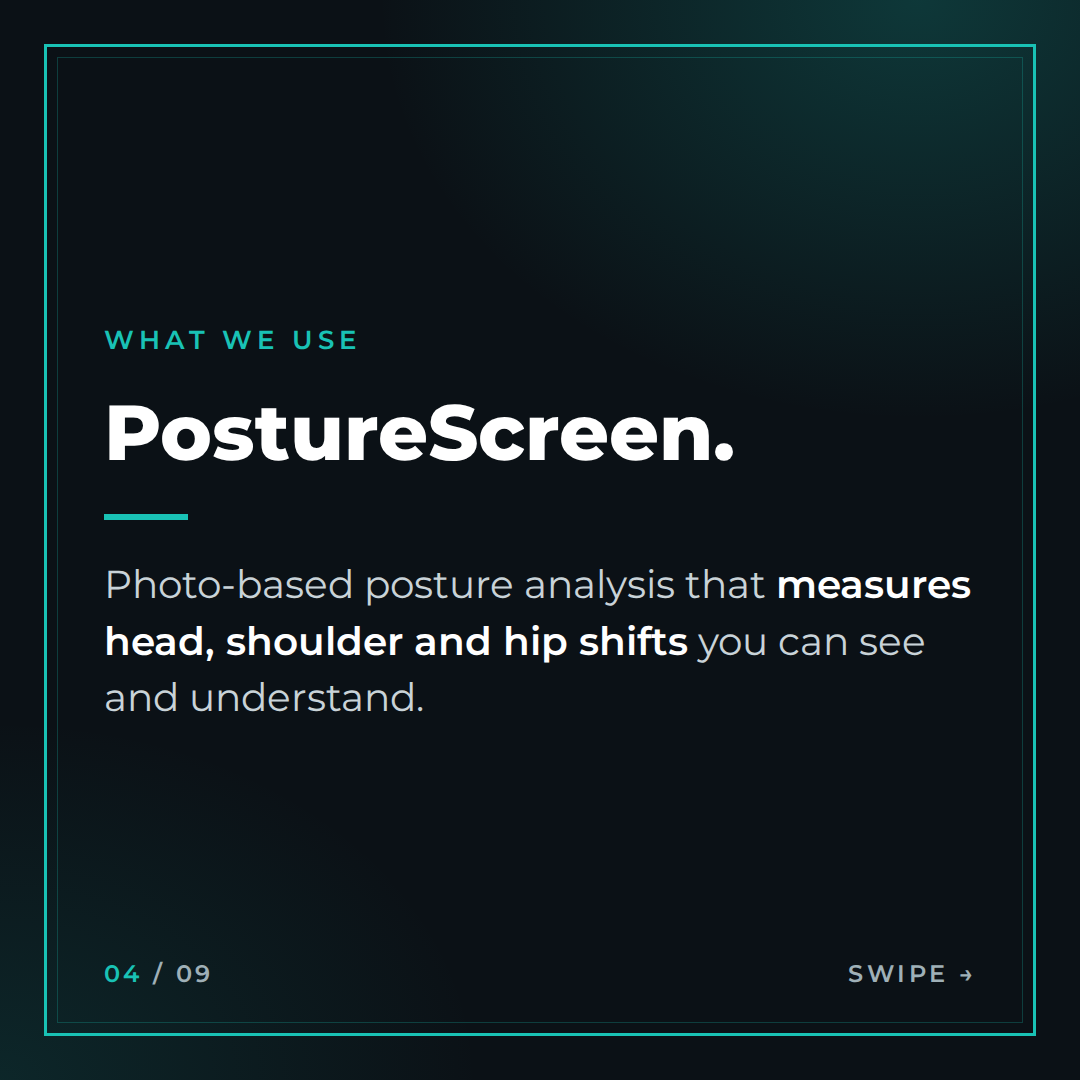 WHAT WE USE
PostureScreen.
Photo-based posture analysis that measures
head, shoulder and hip shifts you can see
and understand.
04 / 09
SWIPE →